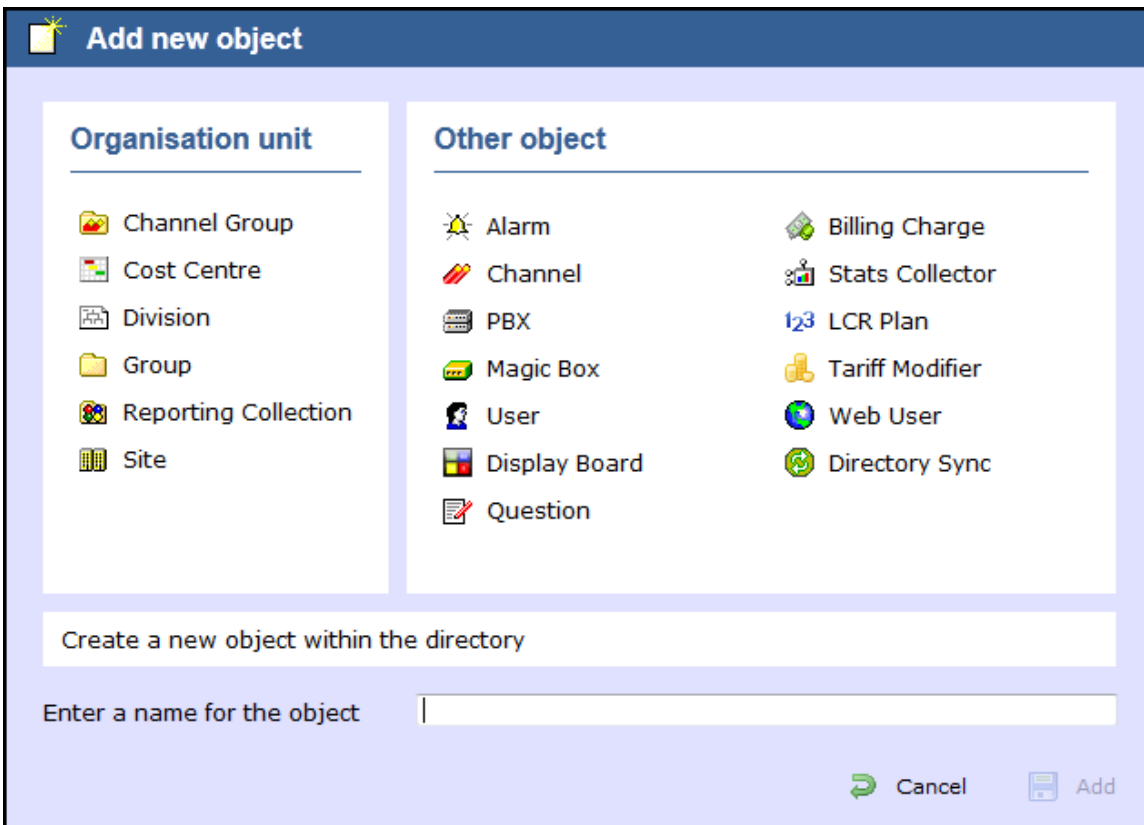 Add new object
Organisation unit
Channel Group
Cost Centre
Division
Group
Reporting Collection
Site
Other object
Alarm
Channel
PBX
Magic Box
User
Display Board
Question
Billing Charge
Stats Collector
123 LCR Plan
Tariff Modifier
Web User
Directory Sync
Create a new object within the directory
Enter a name for the object
Cancel
Add